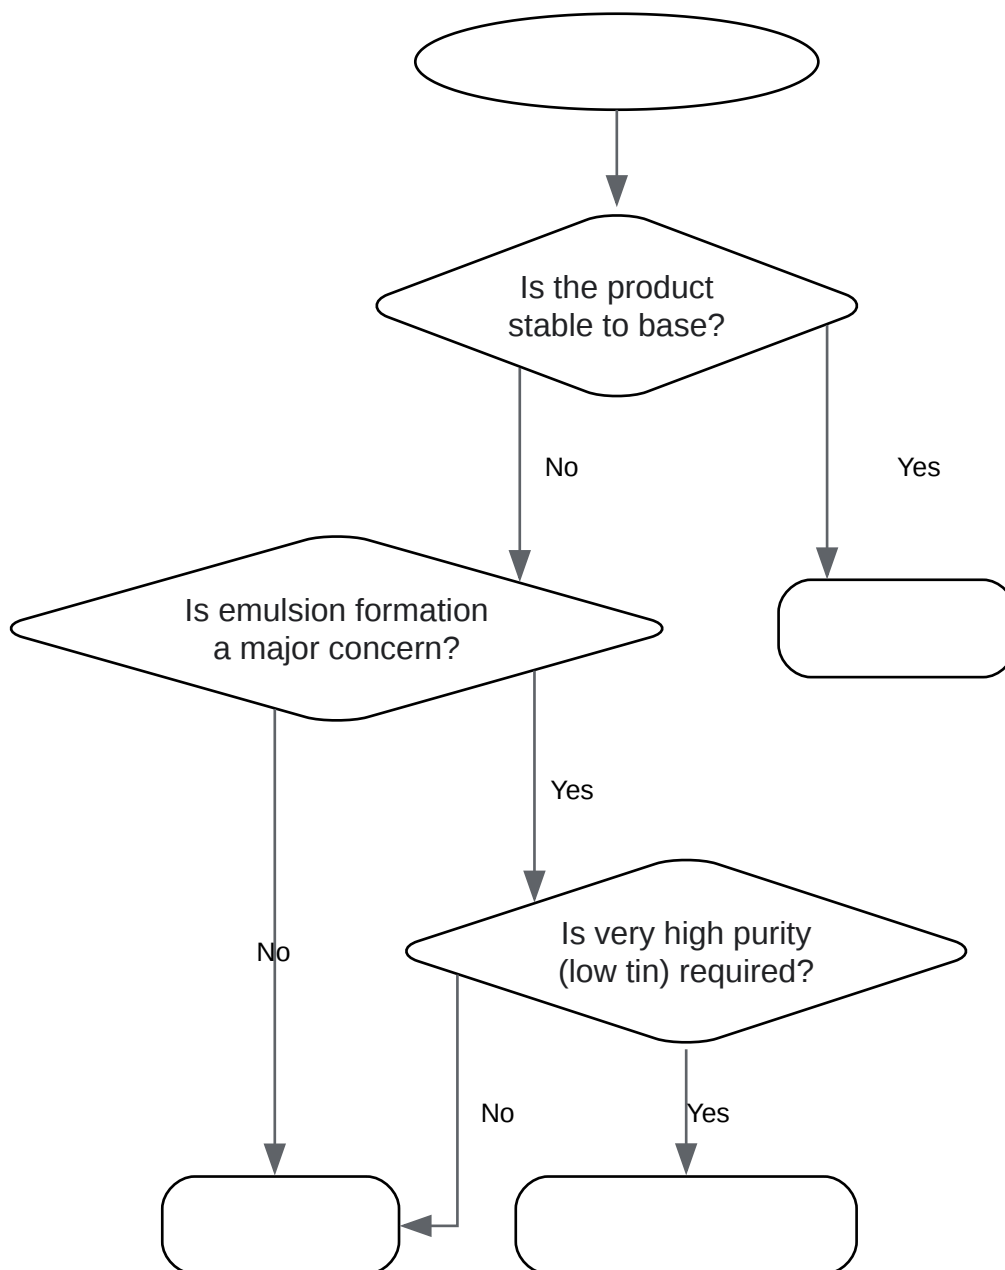 Is the product
stable to base?
No
Yes
Is emulsion formation
a major concern?
Yes
Is very high purity
(low tin) required?
No
No
Yes